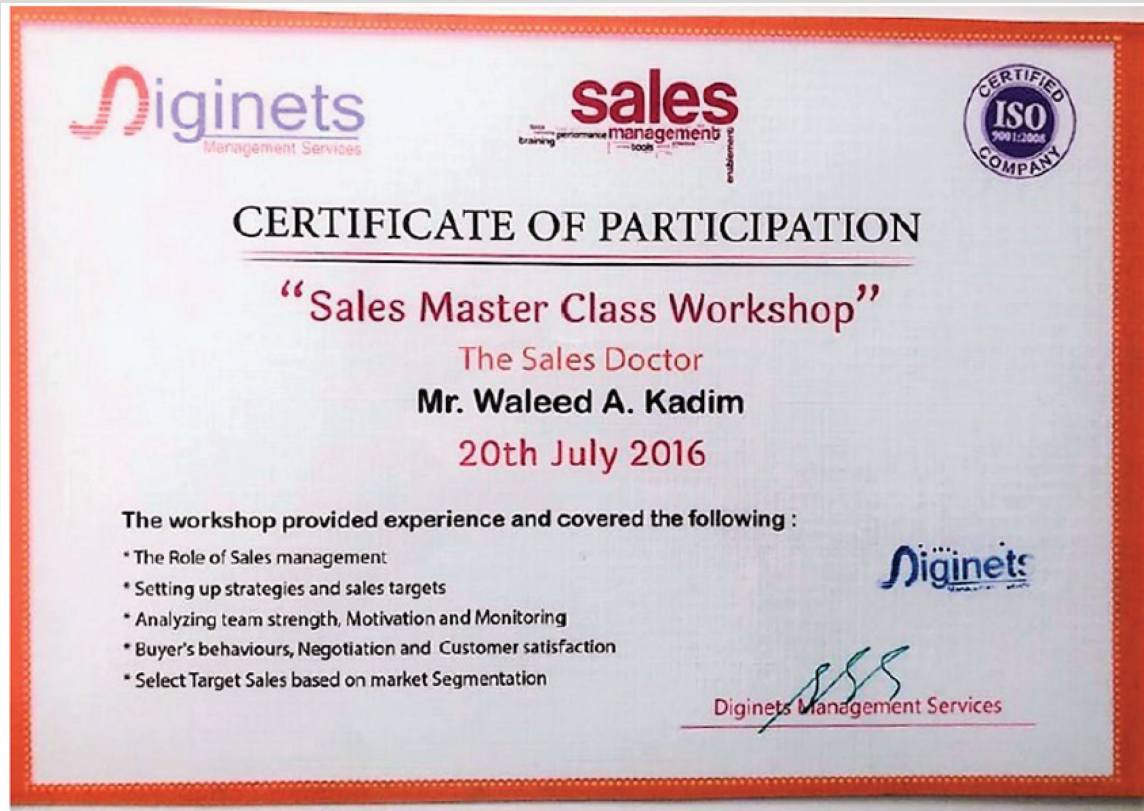 Diginets
Management Services
sales
performance management
training
tools
enablement
CERTIFIED
ISO
9001:2008
COMPANY
CERTIFICATE OF PARTICIPATION
“Sales Master Class Workshop”
The Sales Doctor
Mr. Waleed A. Kadim
20th July 2016
The workshop provided experience and covered the following :
* The Role of Sales management
* Setting up strategies and sales targets
* Analyzing team strength, Motivation and Monitoring
* Buyer's behaviours, Negotiation and Customer satisfaction
* Select Target Sales based on market Segmentation
Diginets
Diginets Management Services